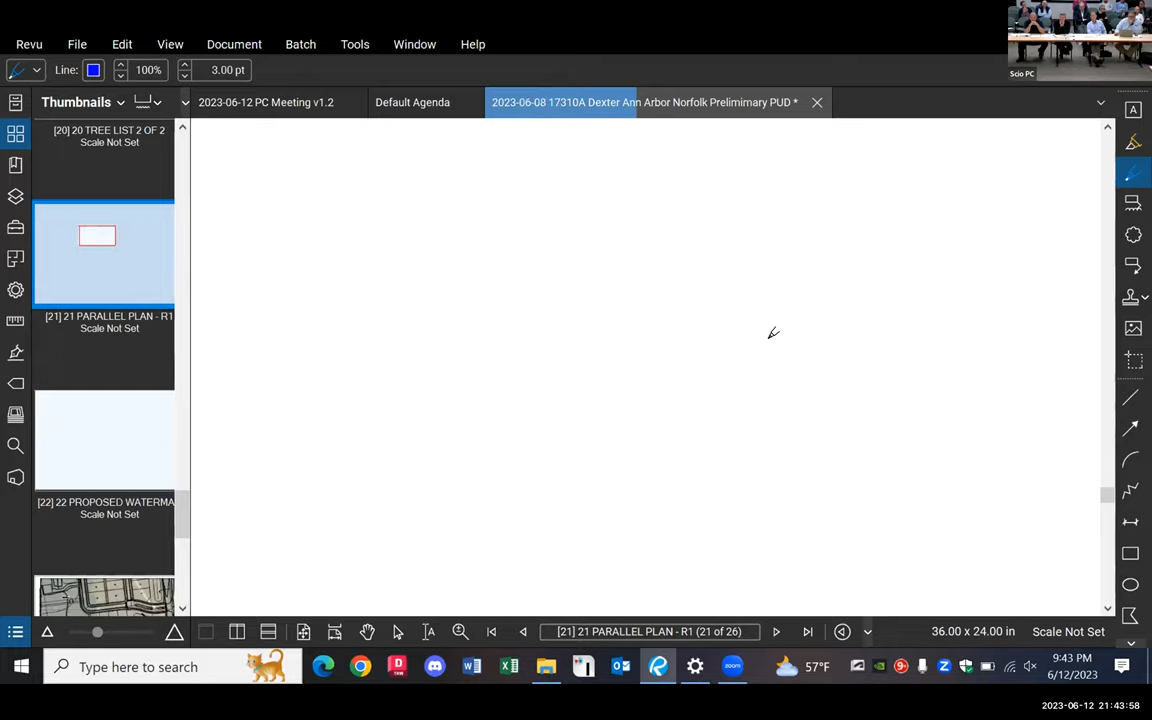 Scio PC
Revu File Edit View Document Batch Tools Window Help
Line: 100% 3.00 pt
Thumbnails 2023-06-12 PC Meeting v1.2 Default Agenda 2023-06-08 17310A Dexter Ann Arbor Norfolk Prelimimary PUD *
[20] 20 TREE LIST 2 OF 2
Scale Not Set
[21] 21 PARALLEL PLAN - R1
Scale Not Set
[22] 22 PROPOSED WATERMA
Scale Not Set
[21] 21 PARALLEL PLAN - R1 (21 of 26) 36.00 x 24.00 in Scale Not Set
Type here to search 57°F 9:43 PM
6/12/2023
2023-06-12 21:43:58